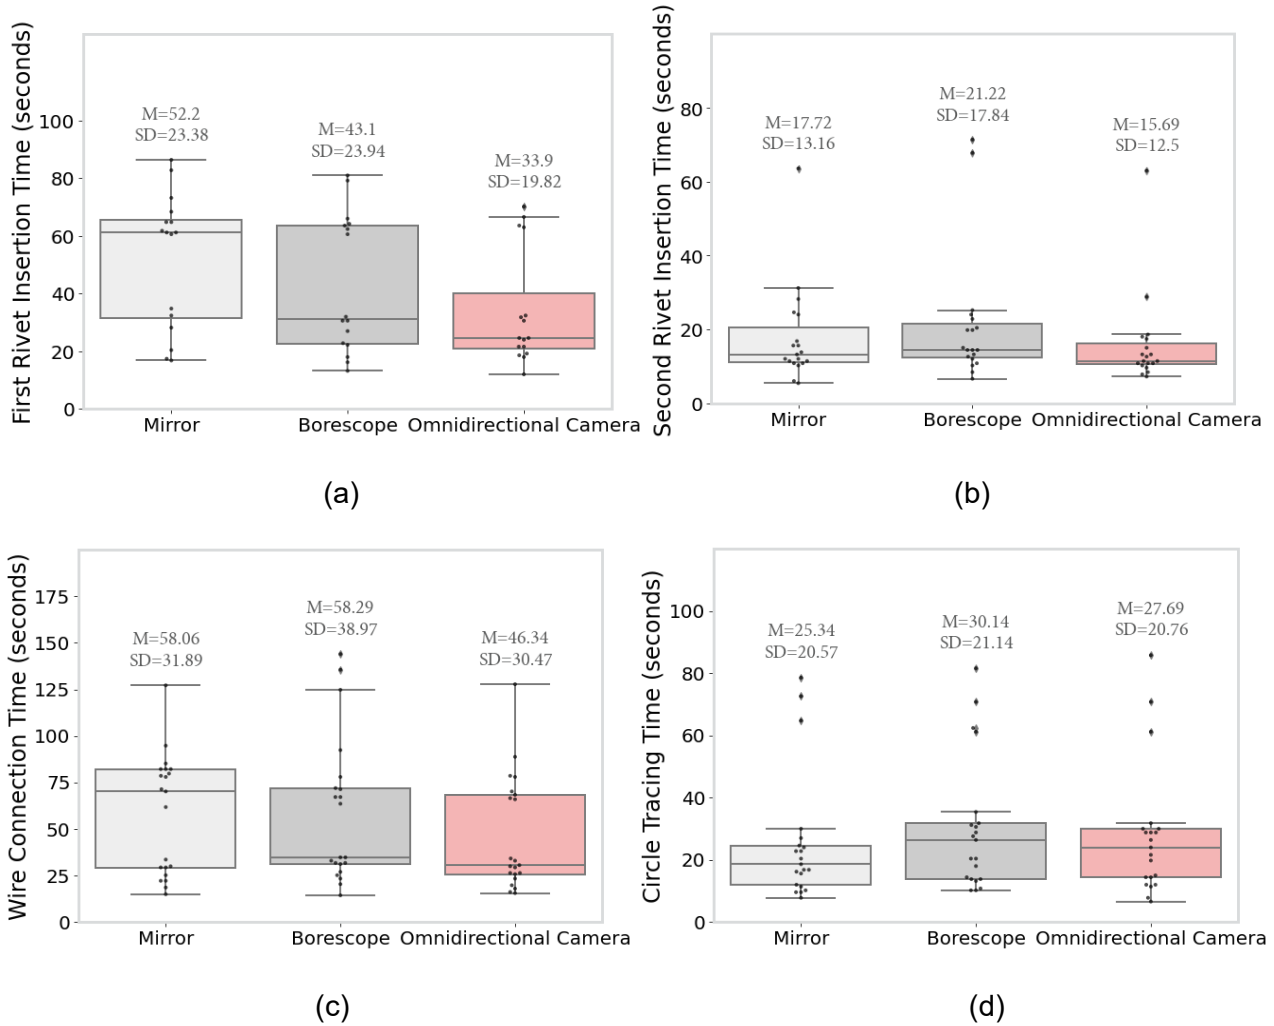 First Rivet Insertion Time (seconds)
100
80
60
40
20
0
M=52.2
SD=23.38
M=43.1
SD=23.94
M=33.9
SD=19.82
Mirror
Borescope
Omnidirectional Camera
(a)
Second Rivet Insertion Time (seconds)
80
60
40
20
0
M=17.72
SD=13.16
M=21.22
SD=17.84
M=15.69
SD=12.5
Mirror
Borescope
Omnidirectional Camera
(b)
Wire Connection Time (seconds)
175
150
125
100
75
50
25
0
M=58.06
SD=31.89
M=58.29
SD=38.97
M=46.34
SD=30.47
Mirror
Borescope
Omnidirectional Camera
(c)
Circle Tracing Time (seconds)
100
80
60
40
20
0
M=25.34
SD=20.57
M=30.14
SD=21.14
M=27.69
SD=20.76
Mirror
Borescope
Omnidirectional Camera
(d)